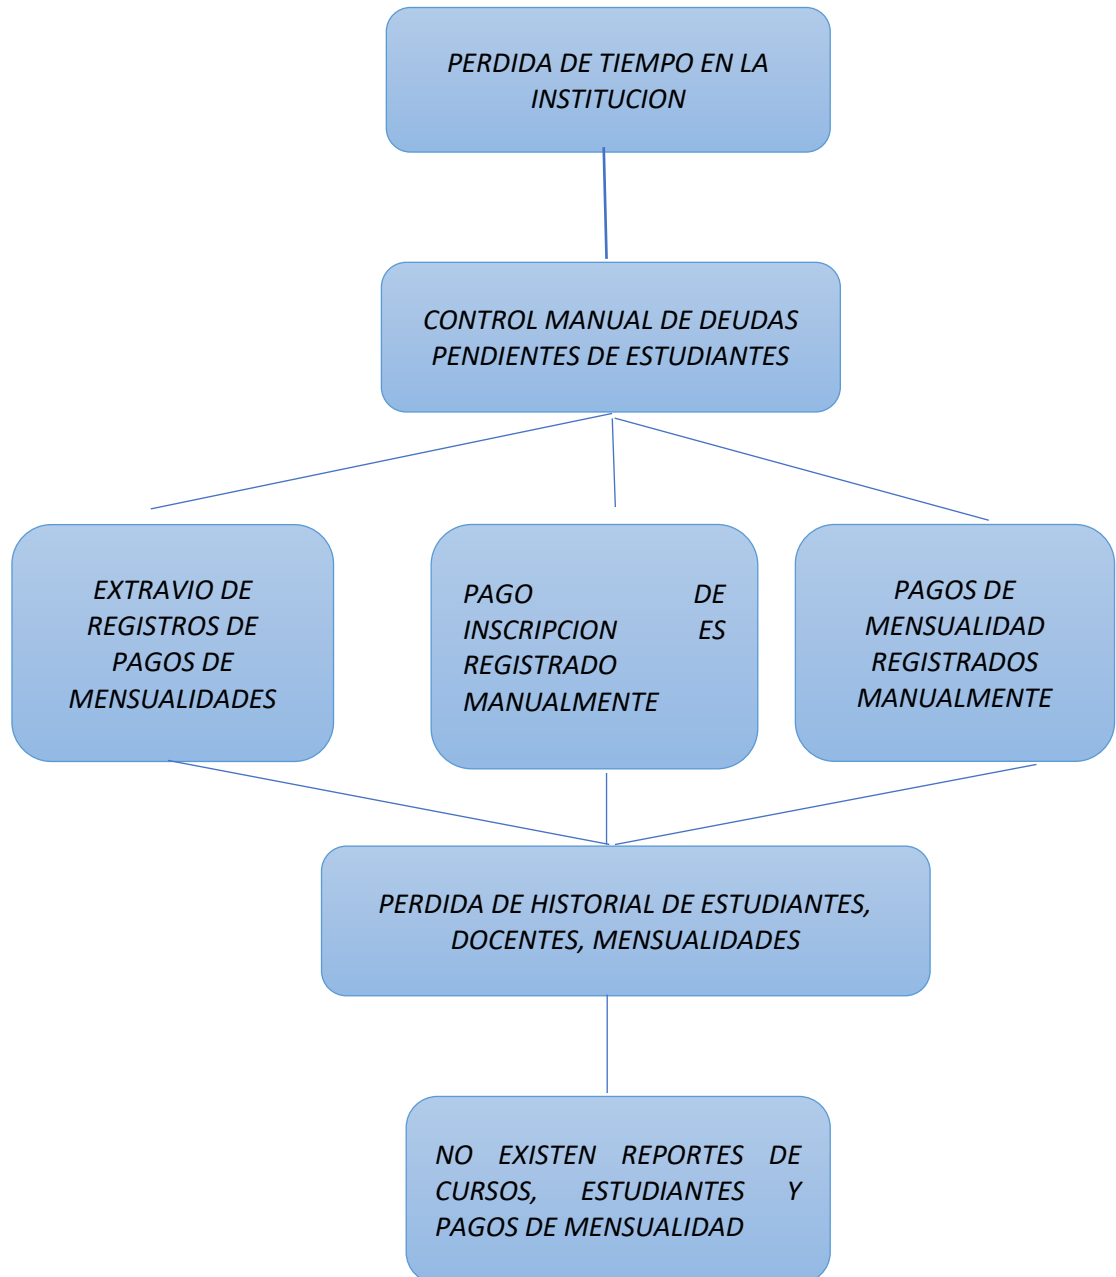 PERDIDA DE TIEMPO EN LA
INSTITUCION
CONTROL MANUAL DE DEUDAS
PENDIENTES DE ESTUDIANTES
EXTRAVIO DE
REGISTROS DE
PAGOS DE
MENSUALIDADES
PAGO DE
INSCRIPCION ES
REGISTRADO
MANUALMENTE
PAGOS DE
MENSUALIDAD
REGISTRADOS
MANUALMENTE
PERDIDA DE HISTORIAL DE ESTUDIANTES,
DOCENTES, MENSUALIDADES
NO EXISTEN REPORTES DE
CURSOS, ESTUDIANTES Y
PAGOS DE MENSUALIDAD